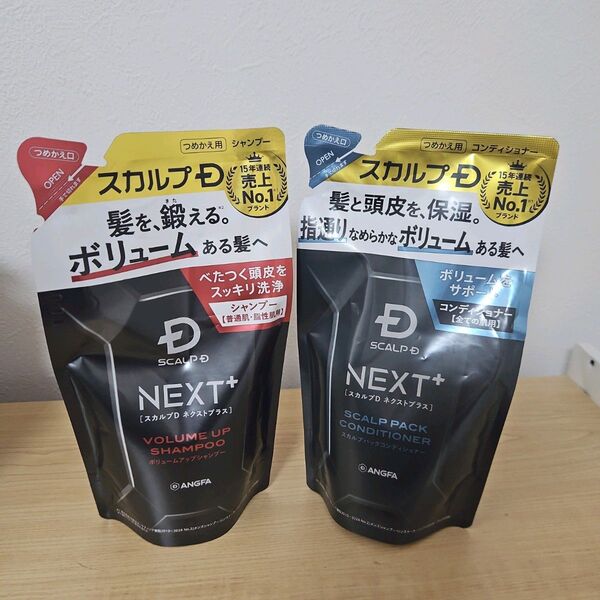 つめかえ口
OPEN
つめかえ用
シャンプー
スカルプD
15年連続
売上
No.1
ブランド
髪を、鍛える。
きた
ボリュームある髪へ
べたつく頭皮を
スッキリ洗浄
シャンプー
【普通肌・脂性肌用】
D
SCALP D
NEXT+
[スカルプD ネクストプラス]
VOLUME UP
SHAMPOO
ボリュームアップシャンプー
ANGFA
つめかえ口
OPEN
つめかえ用
コンディショナー
スカルプD
15年連続
売上
No.1
ブランド
髪と頭皮を、保湿。
指通りなめらかなボリュームある髪へ
ボリュームを
サポート
コンディショナー
【全ての肌用】
D
SCALP D
NEXT+
[スカルプD ネクストプラス]
SCALP PACK
CONDITIONER
スカルプパックコンディショナー
ANGFA